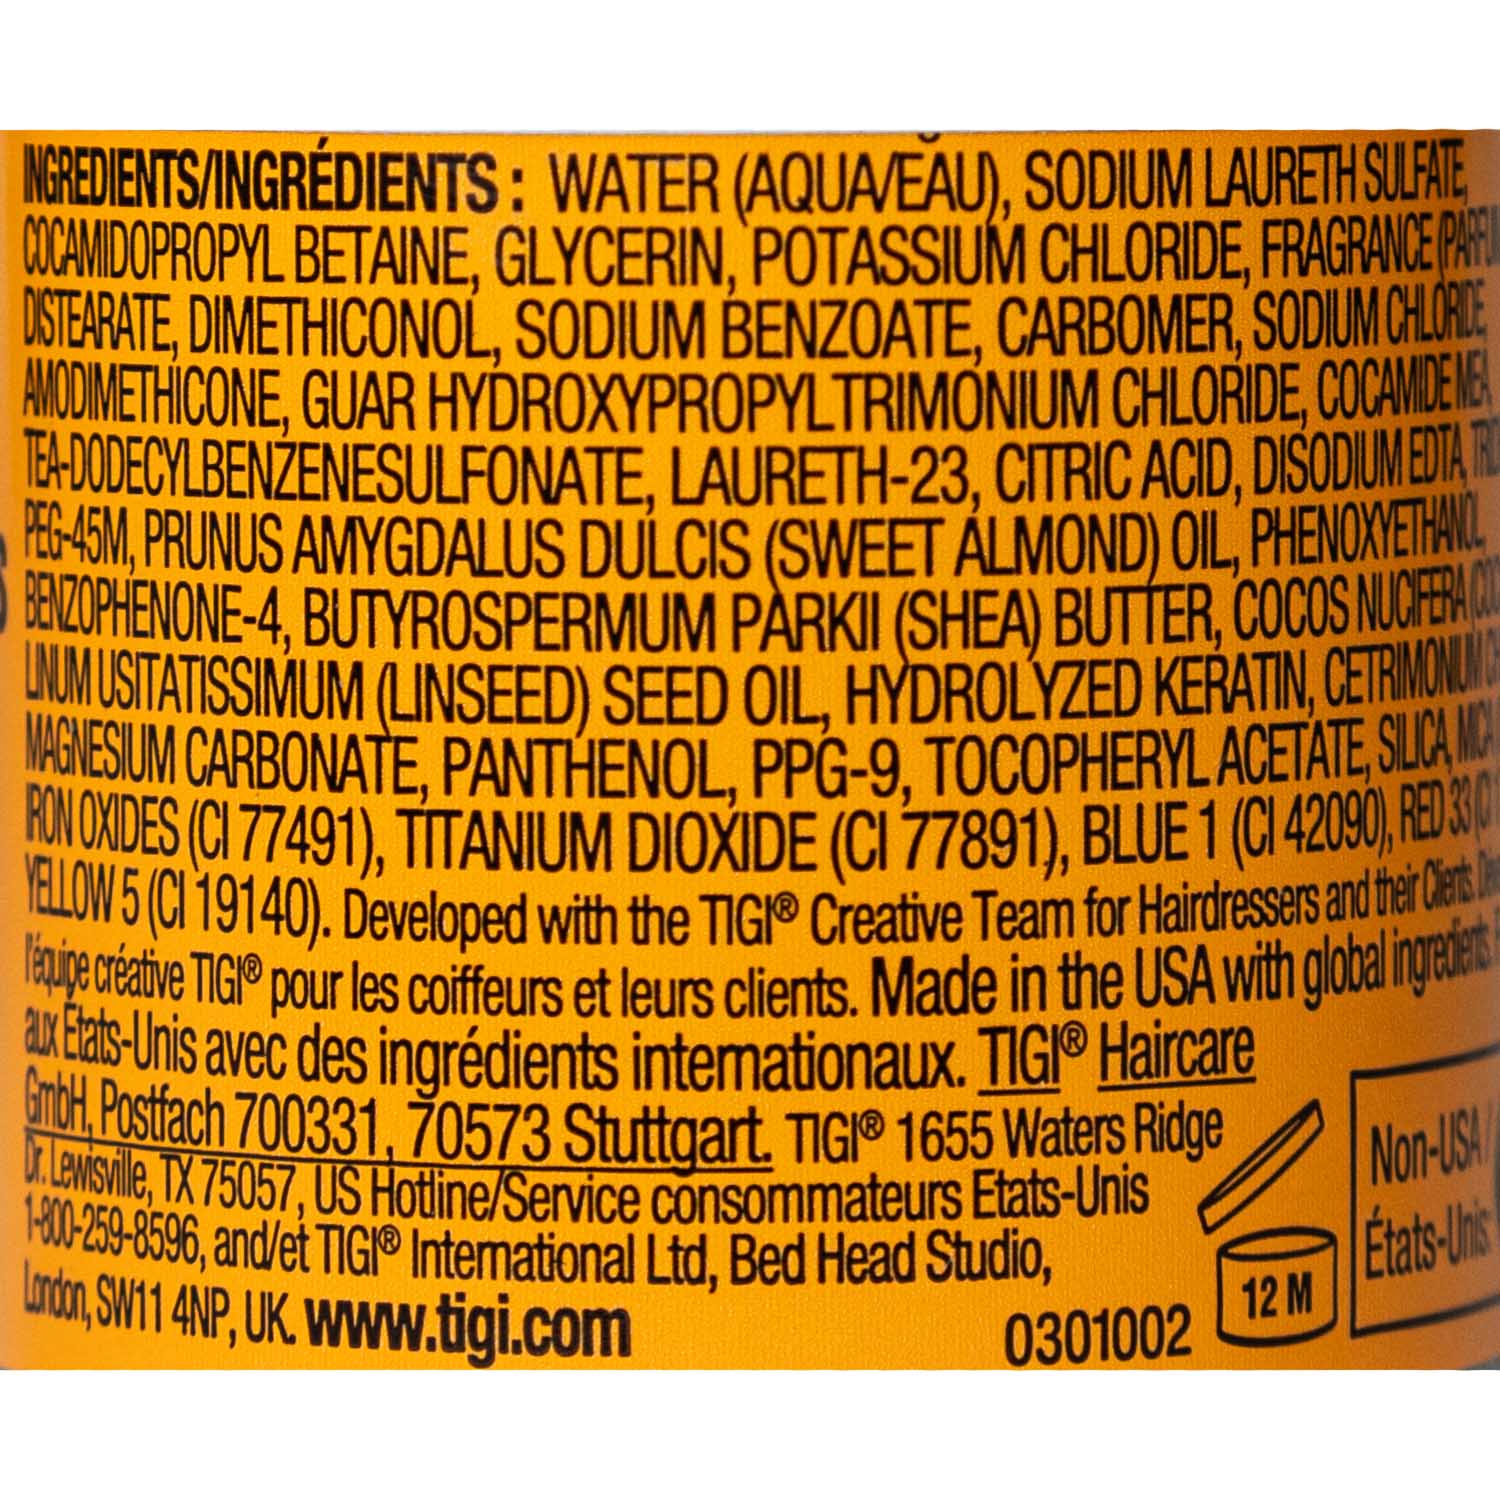 INGREDIENTS/INGRÉDIENTS : WATER (AQUA/EAU), SODIUM LAURETH SULFATE,
COCAMIDOPROPYL BETAINE, GLYCERIN, POTASSIUM CHLORIDE, FRAGRANCE (PARFUM
DISTEARATE, DIMETHICONOL, SODIUM BENZOATE, CARBOMER, SODIUM CHLORIDE,
AMODIMETHICONE, GUAR HYDROXYPROPYLTRIMONIUM CHLORIDE, COCAMIDE MEA,
TEA-DODECYLBENZENESULFONATE, LAURETH-23, CITRIC ACID, DISODIUM EDTA,
PEG-45M, PRUNUS AMYGDALUS DULCIS (SWEET ALMOND) OIL, PHENOXYETHANOL,
BENZOPHENONE-4, BUTYROSPERMUM PARKII (SHEA) BUTTER, COCOS NUCIFERA
LINUM USITATISSIMUM (LINSEED) SEED OIL, HYDROLYZED KERATIN, CETRIMONIUM
MAGNESIUM CARBONATE, PANTHENOL, PPG-9, TOCOPHERYL ACETATE, SILICA, MICA
IRON OXIDES (CI 77491), TITANIUM DIOXIDE (CI 77891), BLUE 1 (CI 42090), RED 33 (CI
YELLOW 5 (CI 19140). Developed with the TIGI® Creative Team for Hairdressers and their Clients.
l'équipe créative TIGI® pour les coiffeurs et leurs clients. Made in the USA with global ingredients.
aux États-Unis avec des ingrédients internationaux. TIGI® Haircare
GmbH, Postfach 700331, 70573 Stuttgart. TIGI® 1655 Waters Ridge
Dr. Lewisville, TX 75057, US Hotline/Service consommateurs Etats-Unis
1-800-259-8596, and/et TIGI® International Ltd, Bed Head Studio,
London, SW11 4NP, UK. www.tigi.com
0301002
12 M
Non-USA /
États-Unis: